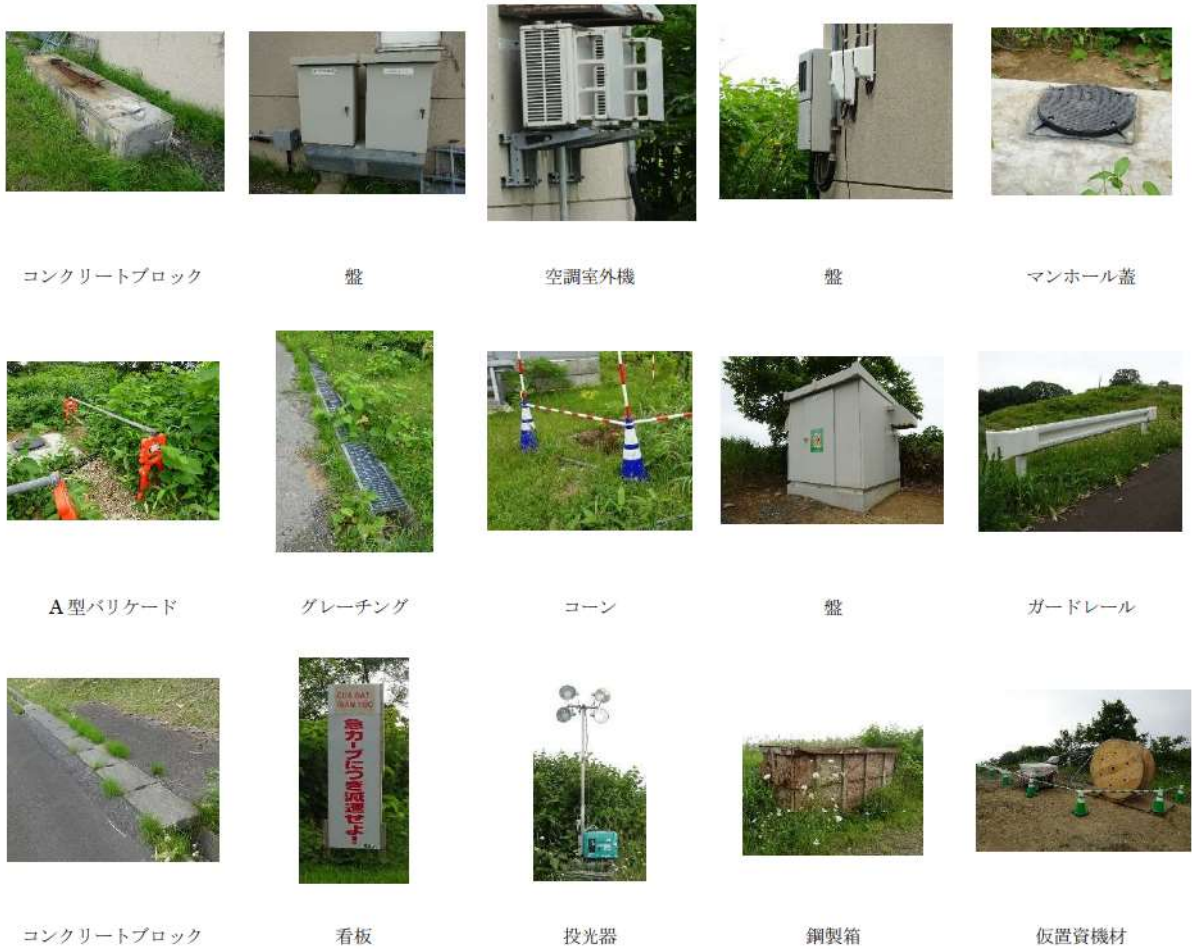 コンクリートブロック
盤
空調室外機
盤
マンホール蓋
A型バリケード
グレーチング
コーン
盤
ガードレール
急カーブにつき減速せよ！
コンクリートブロック
看板
投光器
鋼製箱
仮置資機材